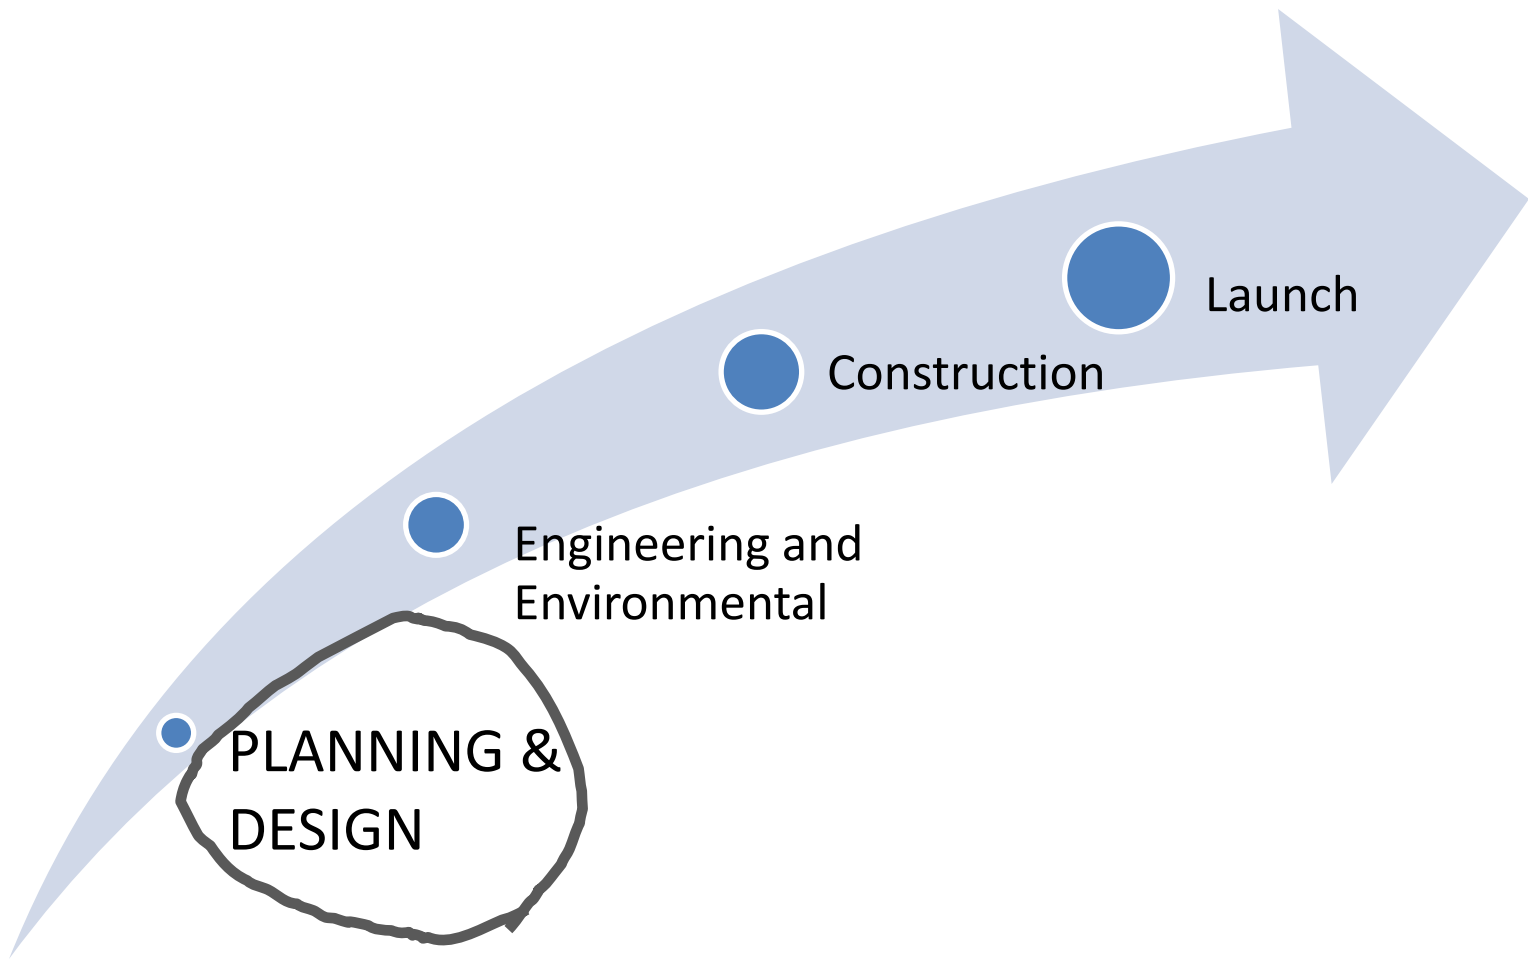 Launch
Construction
Engineering and
Environmental
PLANNING &
DESIGN